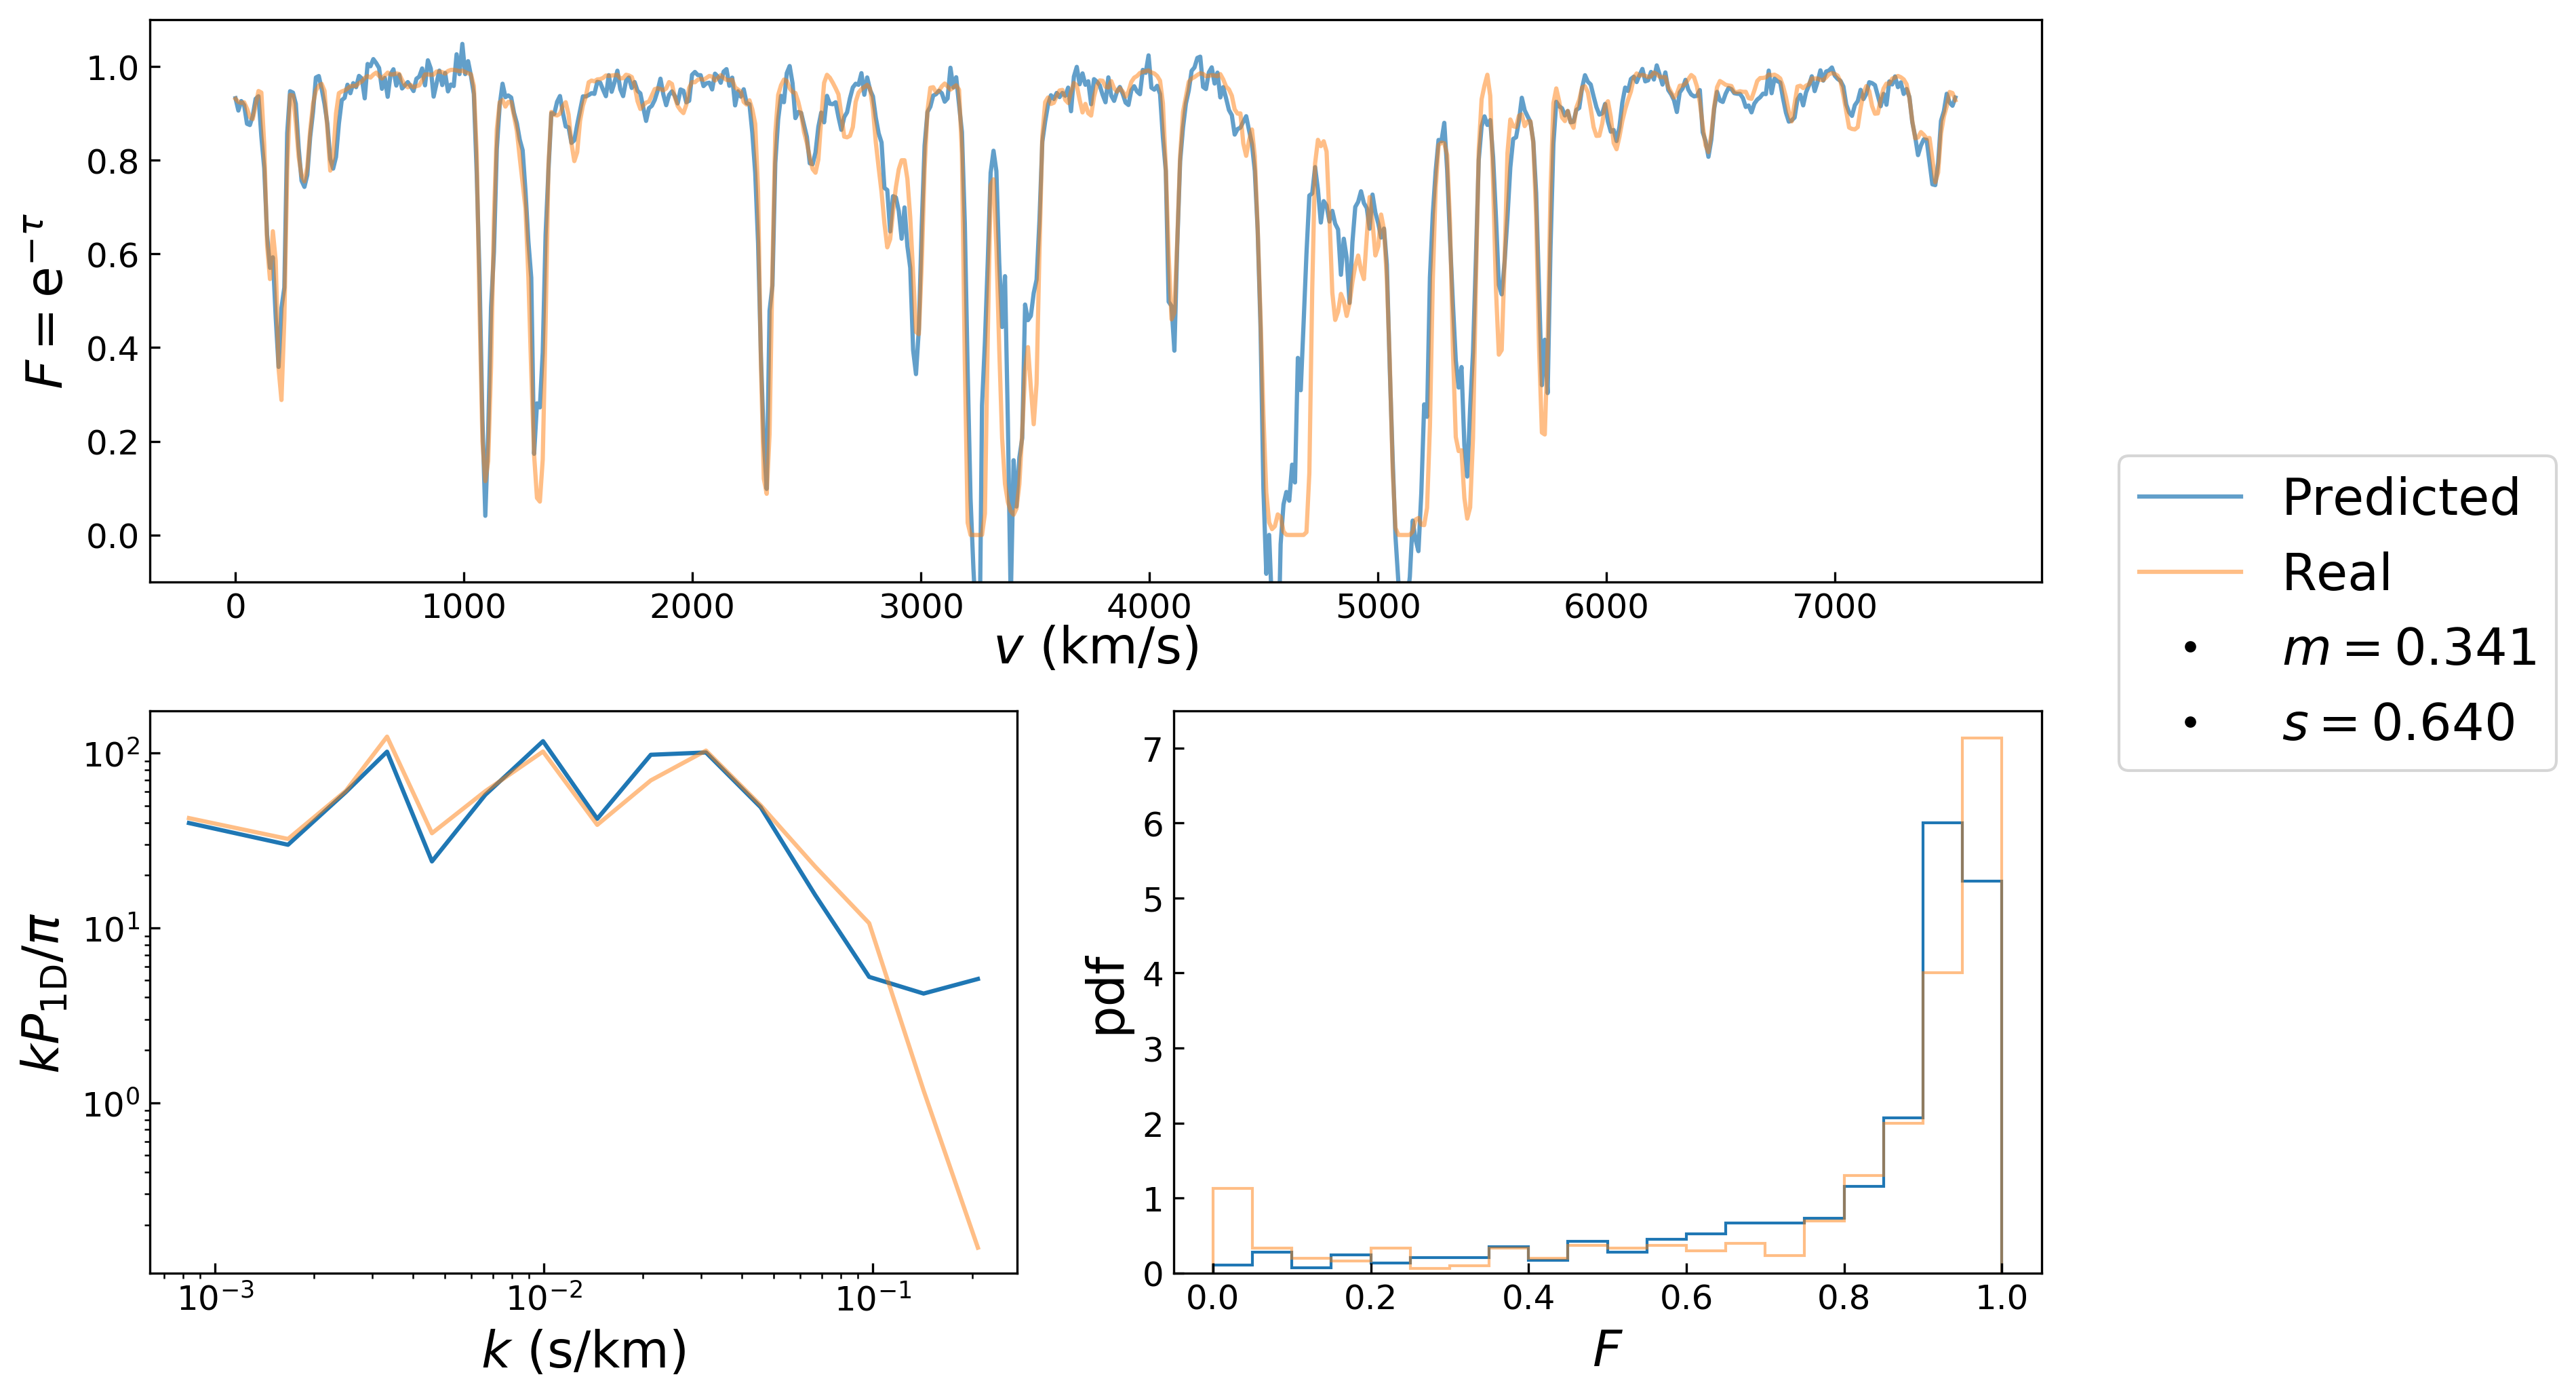 F = e^{−τ}
1.0
0.8
0.6
0.4
0.2
0.0
0 1000 2000 3000 4000 5000 6000 7000
v (km/s)
Predicted
Real
m = 0.341
s = 0.640
kP_{1D}/π
10^2
10^1
10^0
10^{−3} 10^{−2} 10^{−1}
k (s/km)
pdf
7
6
5
4
3
2
1
0
0.0 0.2 0.4 0.6 0.8 1.0
F